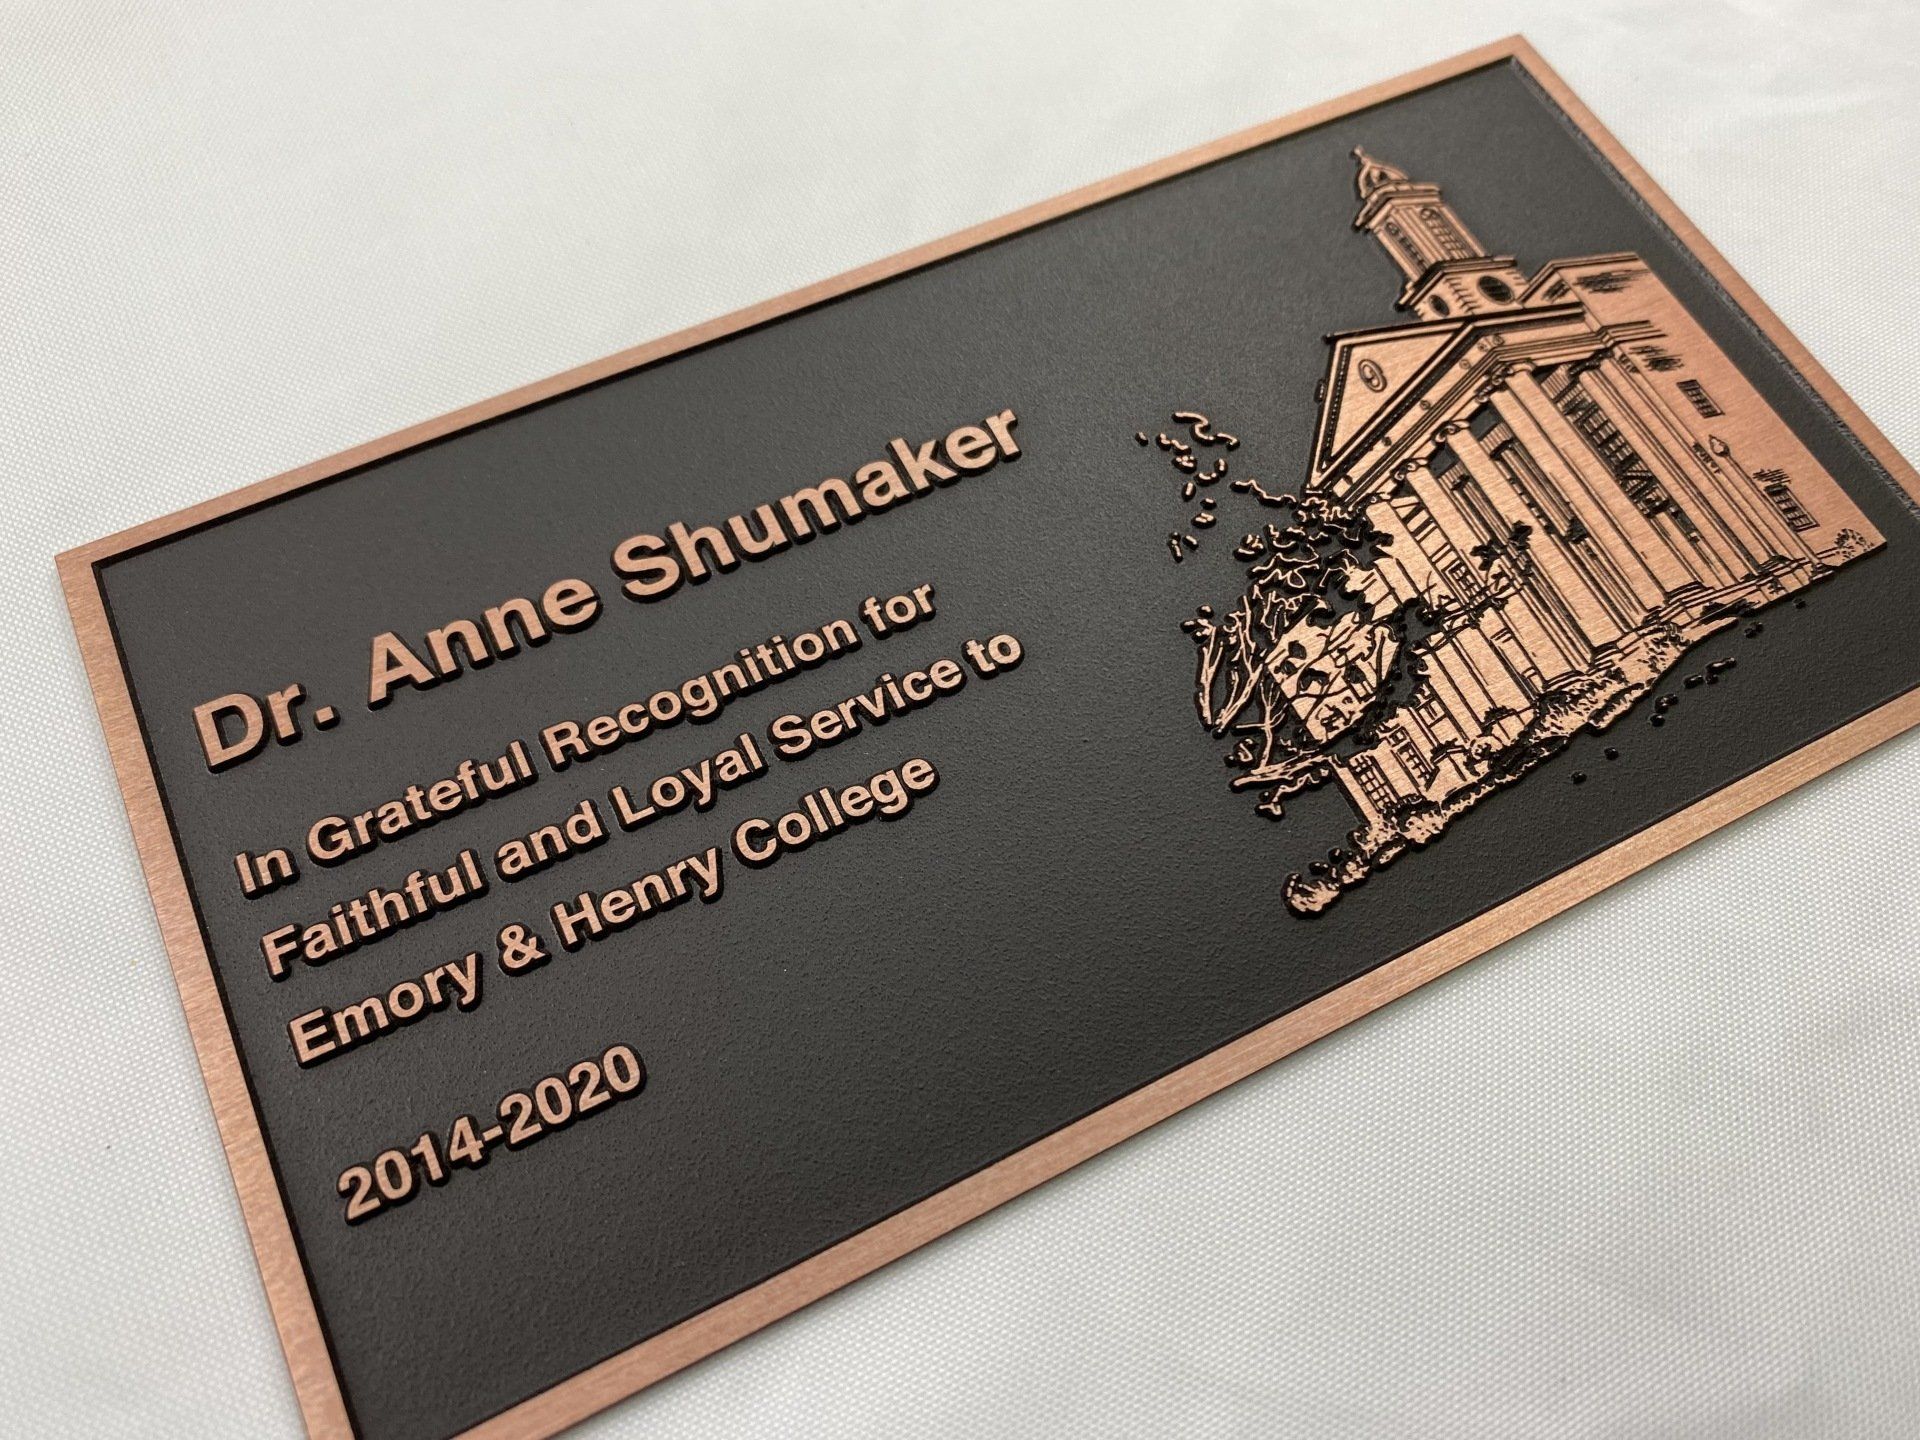 Dr. Anne Shumaker
In Grateful Recognition for
Faithful and Loyal Service to
Emory & Henry College
2014-2020